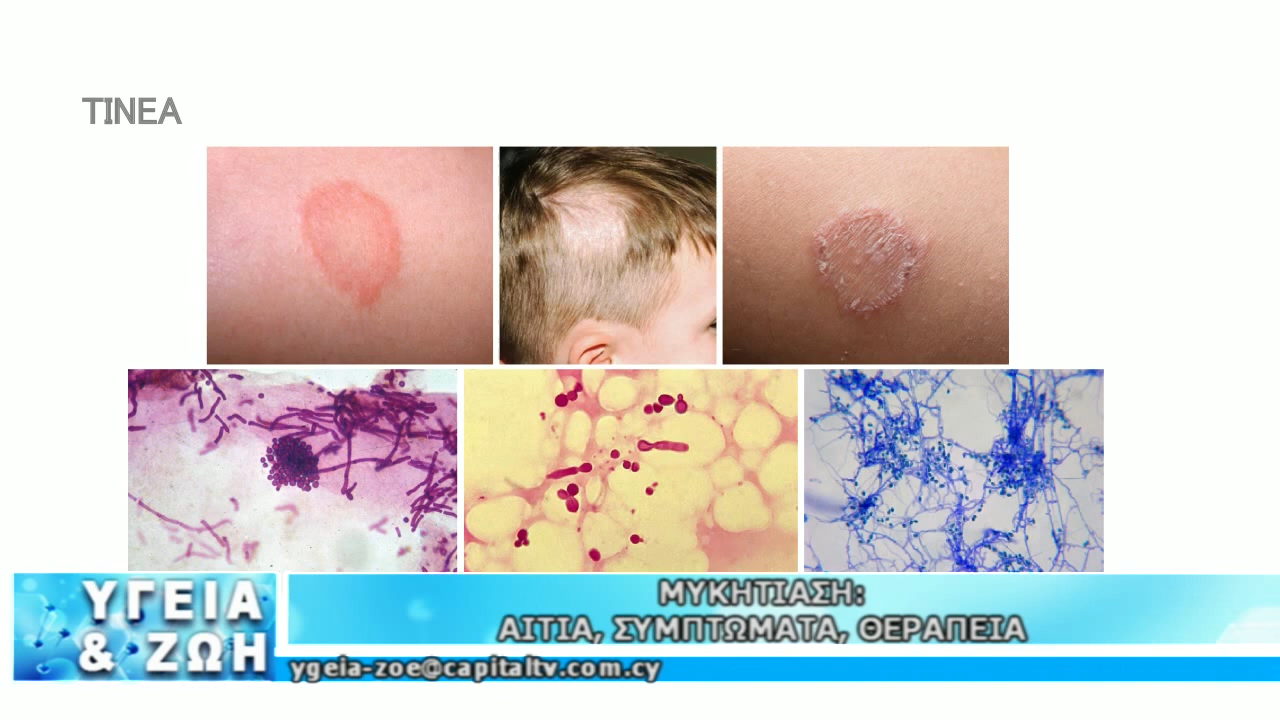 TINEA
ΥΓΕΙΑ
& ΖΩΗ
ΜΥΚΗΤΙΑΣΗ:
ΑΙΤΙΑ, ΣΥΜΠΤΩΜΑΤΑ, ΘΕΡΑΠΕΙΑ
ygeia-zoe@capitaltv.com.cy